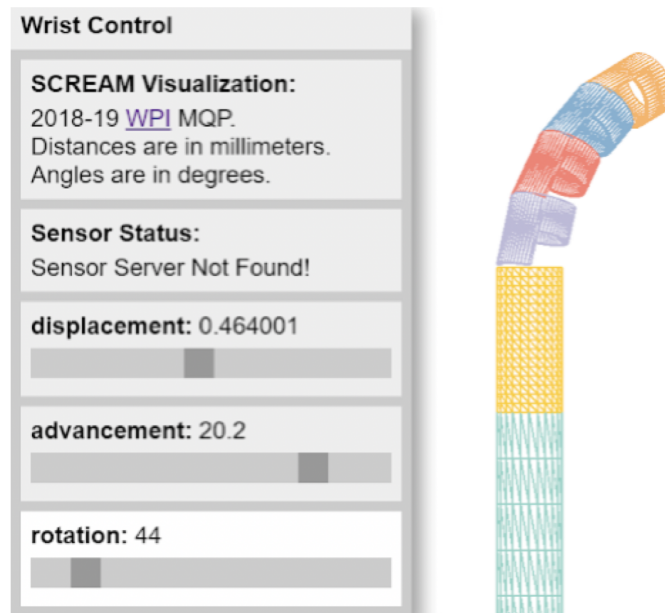 Wrist Control
SCREAM Visualization:
2018-19 WPI MQP.
Distances are in millimeters.
Angles are in degrees.
Sensor Status:
Sensor Server Not Found!
displacement: 0.464001
advancement: 20.2
rotation: 44